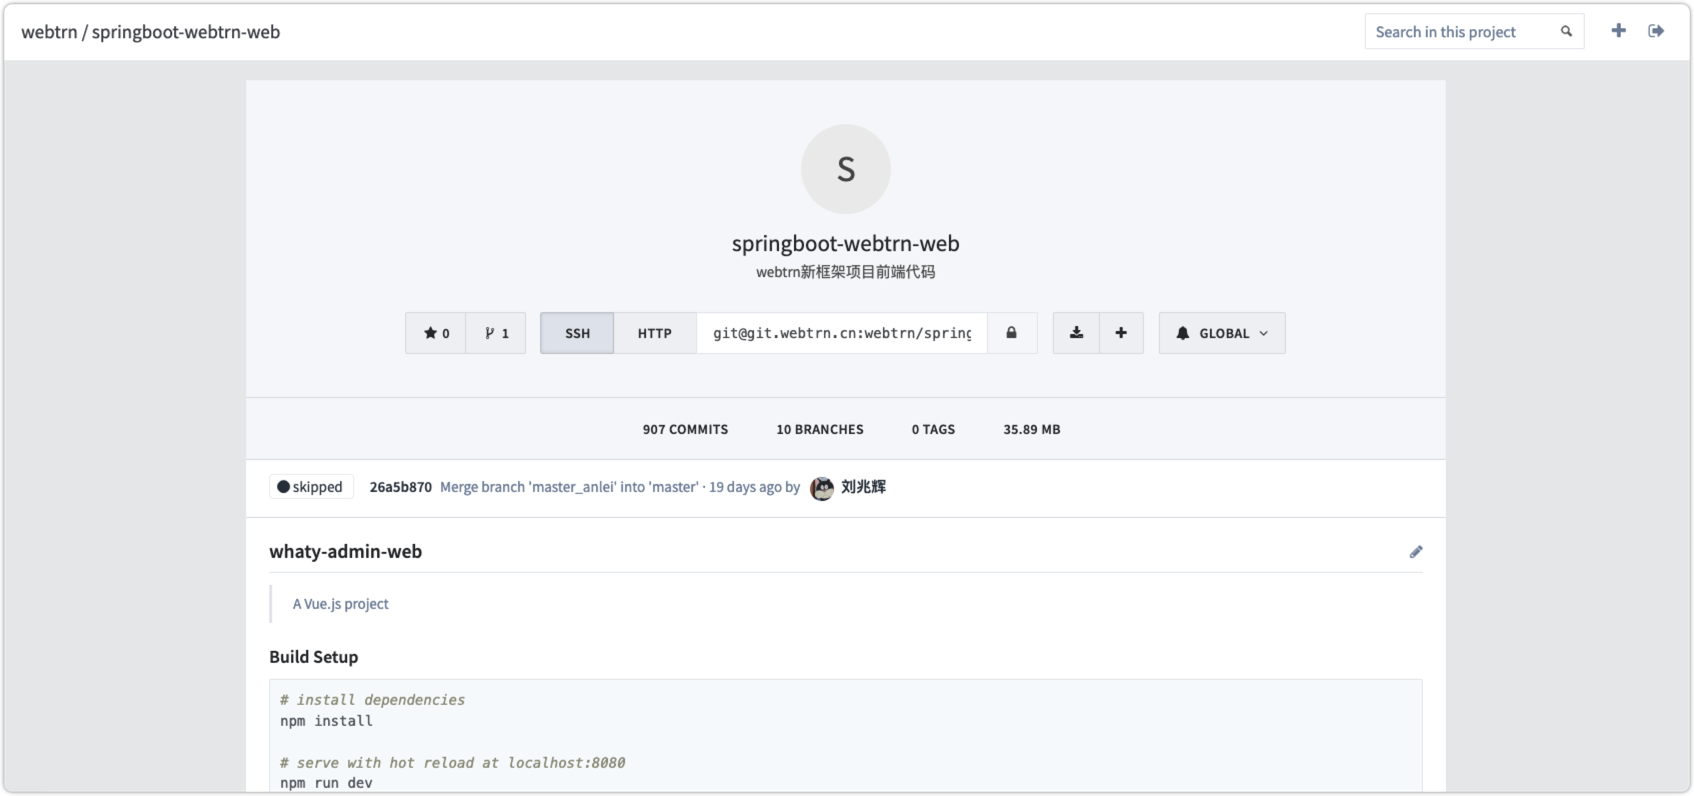 webtrn / springboot-webtrn-web
Search in this project
S
springboot-webtrn-web
webtrn新框架项目前端代码
0 1 SSH HTTP git@git.webtrn.cn:webtrn/spring GLOBAL
907 COMMITS 10 BRANCHES 0 TAGS 35.89 MB
skipped 26a5b870 Merge branch 'master_anlei' into 'master' · 19 days ago by 刘兆辉
whaty-admin-web
A Vue.js project
Build Setup
# install dependencies
npm install
# serve with hot reload at localhost:8080
npm run dev